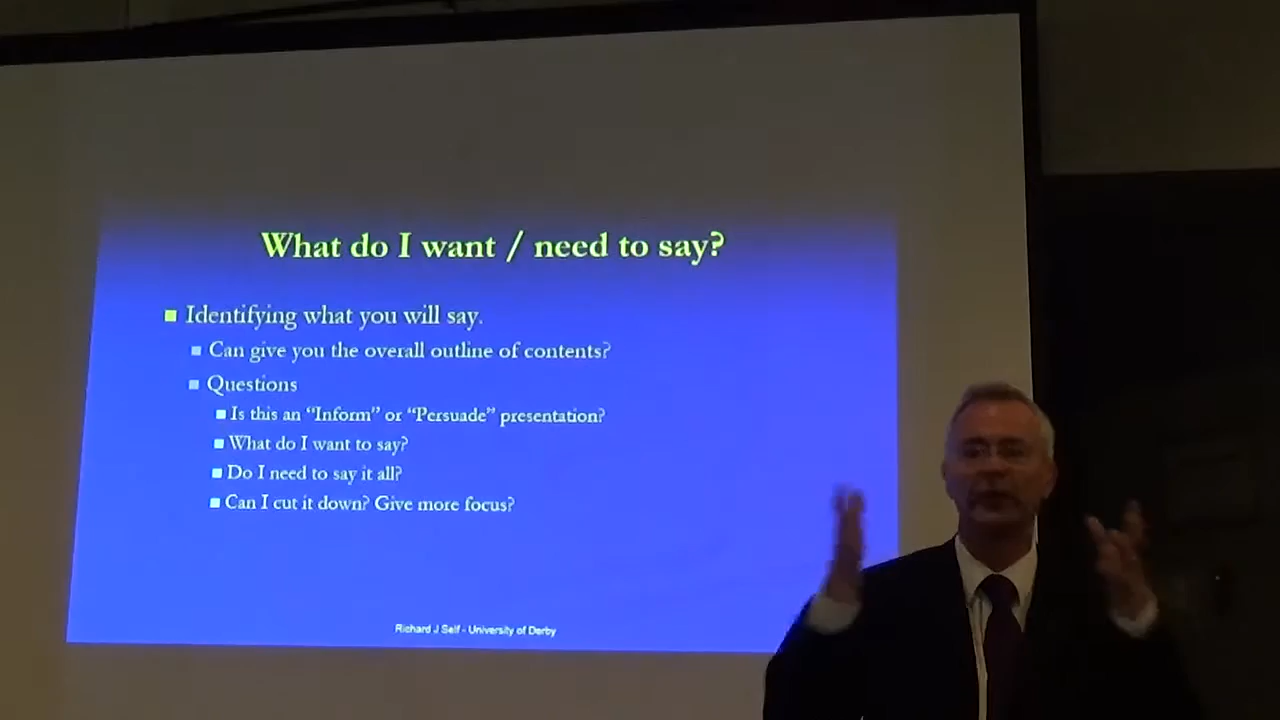 What do I want / need to say?
Identifying what you will say.
Can give you the overall outline of contents?
Questions
Is this an “Inform” or “Persuade” presentation?
What do I want to say?
Do I need to say it all?
Can I cut it down? Give more focus?
Richard J Self - University of Derby